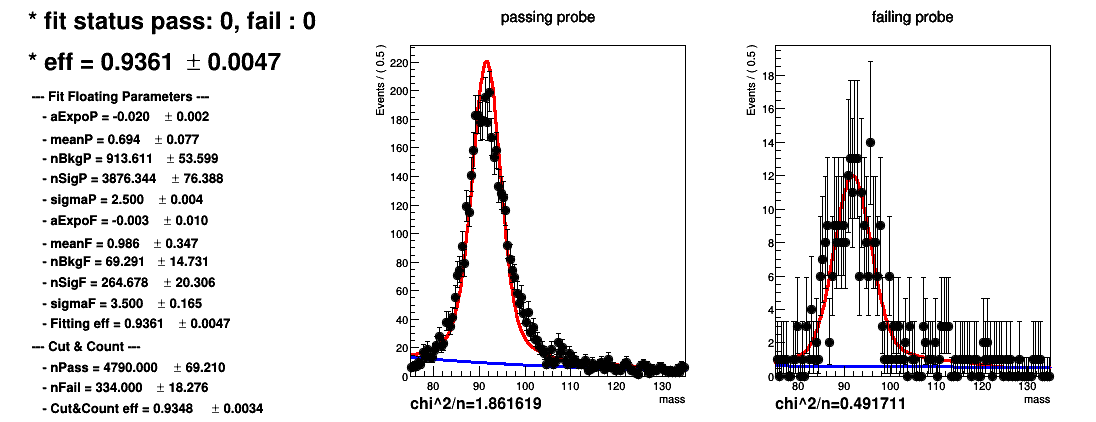 * fit status pass: 0, fail : 0
* eff = 0.9361 ± 0.0047
--- Fit Floating Parameters ---
- aExpoP = -0.020 ± 0.002
- meanP = 0.694 ± 0.077
- nBkgP = 913.611 ± 53.599
- nSigP = 3876.344 ± 76.388
- sigmaP = 2.500 ± 0.004
- aExpoF = -0.003 ± 0.010
- meanF = 0.986 ± 0.347
- nBkgF = 69.291 ± 14.731
- nSigF = 264.678 ± 20.306
- sigmaF = 3.500 ± 0.165
- Fitting eff = 0.9361 ± 0.0047
--- Cut & Count ---
- nPass = 4790.000 ± 69.210
- nFail = 334.000 ± 18.276
- Cut&Count eff = 0.9348 ± 0.0034
passing probe
Events / ( 0.5 )
220
200
180
160
140
120
100
80
60
40
20
0
80 90 100 110 120 130
mass
chi^2/n=1.861619
failing probe
Events / ( 0.5 )
18
16
14
12
10
8
6
4
2
0
80 90 100 110 120 130
mass
chi^2/n=0.491711